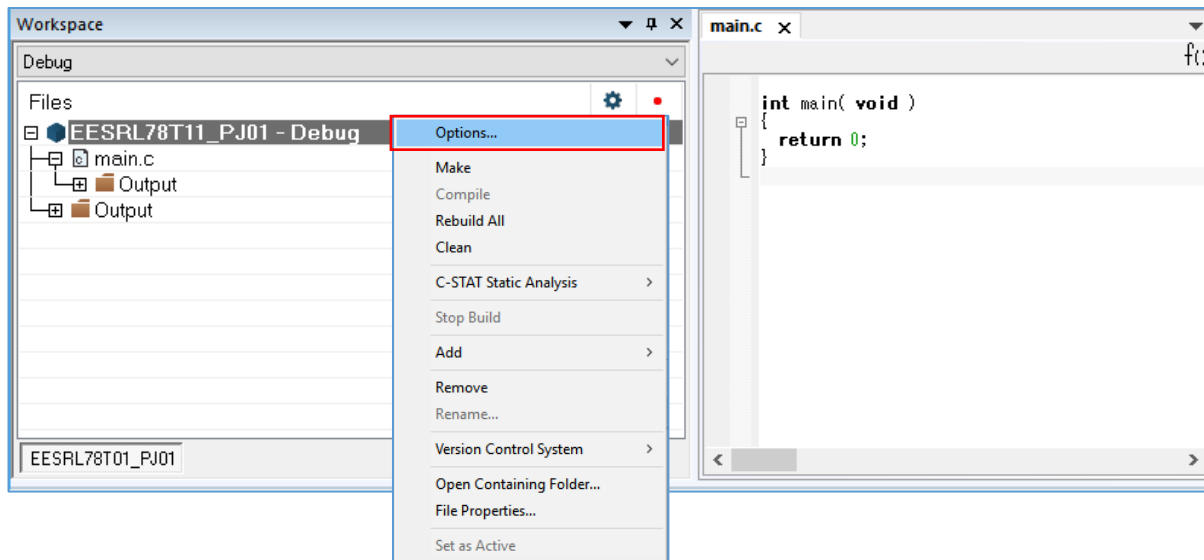 Workspace
Debug
Files
EESRL78T11_PJ01 - Debug
main.c
Output
Output
EESRL78T01_PJ01
Options...
Make
Compile
Rebuild All
Clean
C-STAT Static Analysis
Stop Build
Add
Remove
Rename...
Version Control System
Open Containing Folder...
File Properties...
Set as Active
main.c
int main( void )
{
return 0;
}